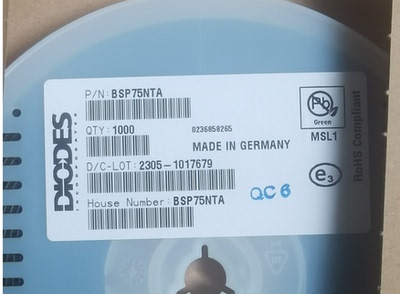 P/N: BSP75NTA
QTY: 1000
0236858265
MADE IN GERMANY
D/C-LOT: 2305-1017679
House Number: BSP75NTA
DIODES
INCORPORATED
Pb
Green
MSL1
e3
RoHS Compliant
QC 6